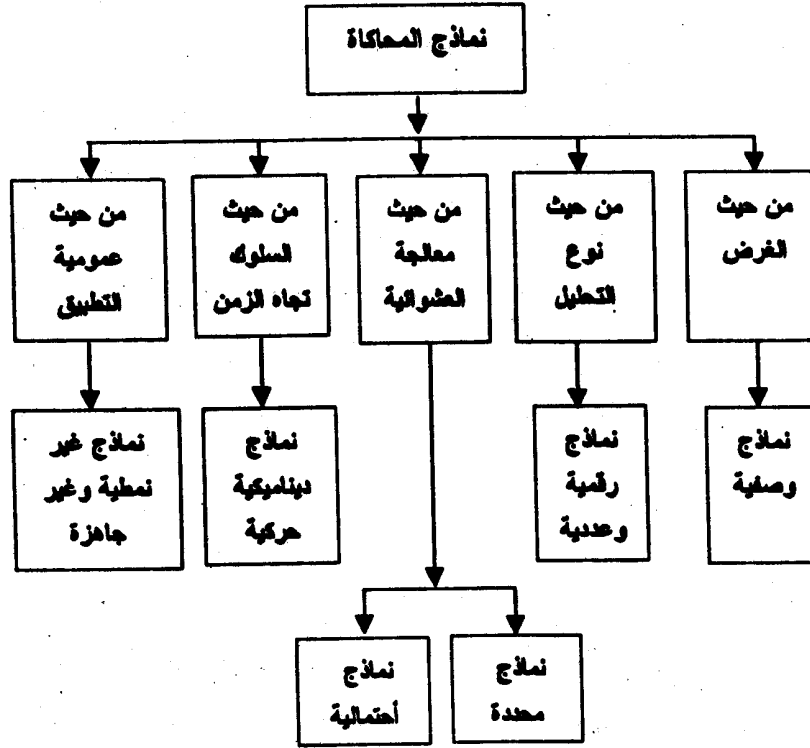 نماذج المحاكاة
من حيث
الغرض
من حيث
نوع
التحليل
من حيث
معالجة
العشوائية
من حيث
السلوك
تجاه الزمن
من حيث
عمومية
التطبيق
نماذج
وصفية
نماذج
رقمية
وعددية
نماذج
ديناميكية
حركية
نماذج غير
نمطية وغير
جاهزة
نماذج
محددة
نماذج
أحتمالية